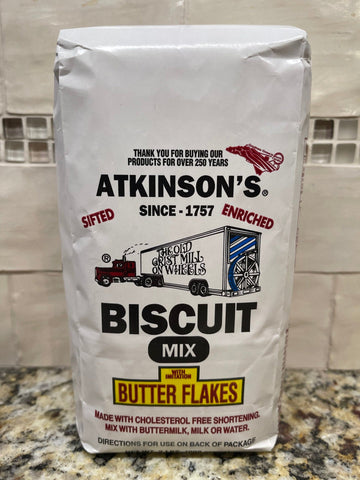 THANK YOU FOR BUYING OUR
PRODUCTS FOR OVER 250 YEARS
ATKINSON'S®
SIFTED
SINCE - 1757
ENRICHED
THE OLD
GRIST MILL
ON WHEELS
®
BISCUIT
MIX
WITH
IMITATION
BUTTER FLAKES
MADE WITH CHOLESTEROL FREE SHORTENING.
MIX WITH BUTTERMILK, MILK OR WATER.
DIRECTIONS FOR USE ON BACK OF PACKAGE